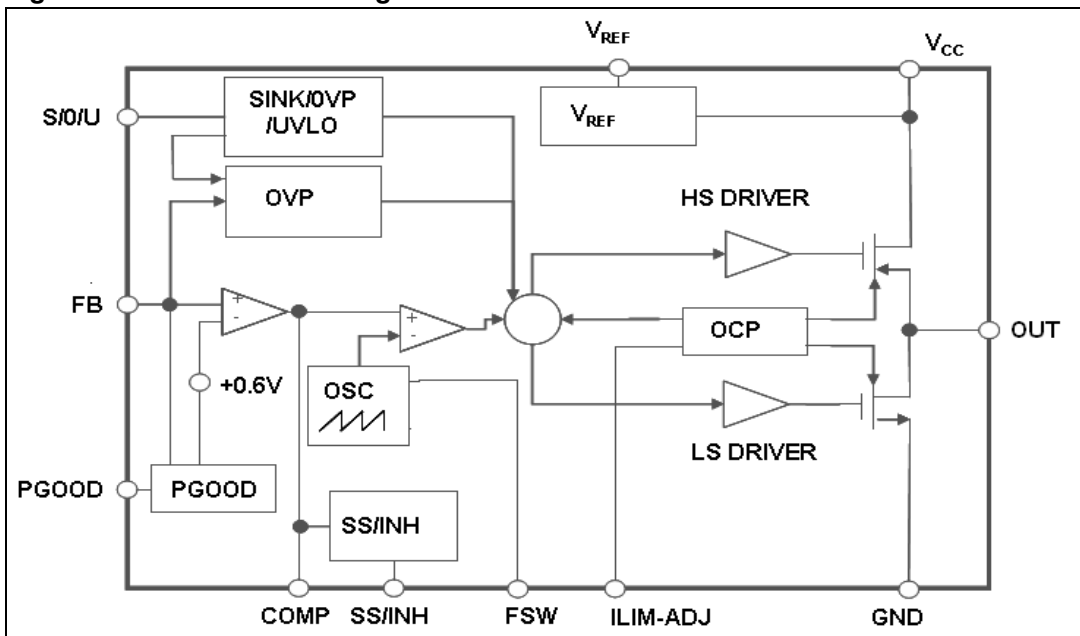 V_REF
V_CC
S/0/U
SINK/0VP
/UVLO
V_REF
OVP
HS DRIVER
FB
+
-
+
-
OCP
OUT
+0.6V
OSC
LS DRIVER
PGOOD
PGOOD
SS/INH
COMP
SS/INH
FSW
ILIM-ADJ
GND